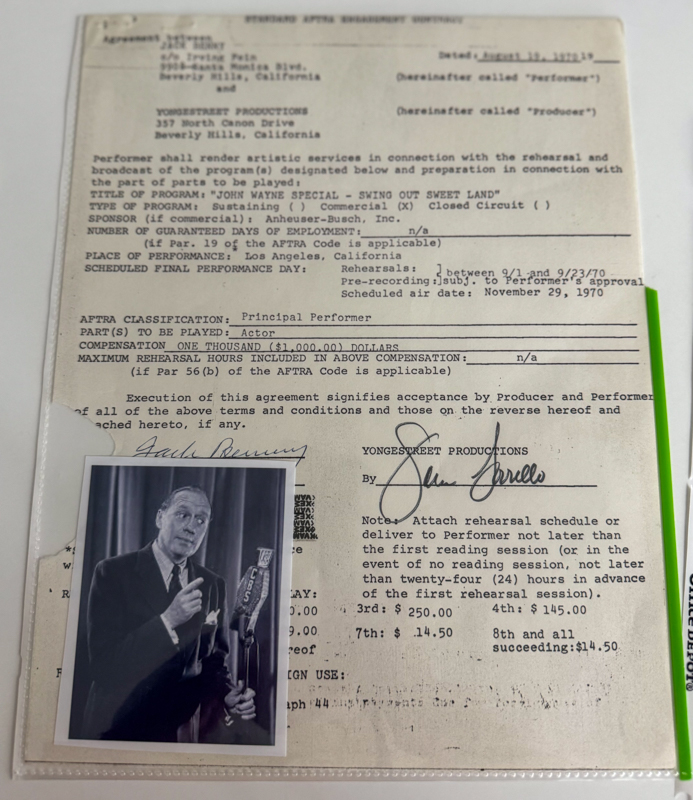 STANDARD AFTRA ENGAGEMENT CONTRACT
Agreement between
JACK BENNY
c/o Irving Fein
Dated: August 19, 1970 19
9908 Santa Monica Blvd.
Beverly Hills, California
(hereinafter called "Performer")
and
YONGESTREET PRODUCTIONS
(hereinafter called "Producer")
357 North Canon Drive
Beverly Hills, California
Performer shall render artistic services in connection with the rehearsal and
broadcast of the program(s) designated below and preparation in connection with
the part of parts to be played:
TITLE OF PROGRAM: "JOHN WAYNE SPECIAL - SWING OUT SWEET LAND"
TYPE OF PROGRAM: Sustaining ( ) Commercial (X) Closed Circuit ( )
SPONSOR (if commercial): Anheuser-Busch, Inc.
NUMBER OF GUARANTEED DAYS OF EMPLOYMENT: n/a
(if Par. 19 of the AFTRA Code is applicable)
PLACE OF PERFORMANCE: Los Angeles, California
SCHEDULED FINAL PERFORMANCE DAY: Rehearsals: ] between 9/1 and 9/23/70
Pre-recording: ] subj. to Performer's approval
Scheduled air date: November 29, 1970
AFTRA CLASSIFICATION: Principal Performer
PART(S) TO BE PLAYED: Actor
COMPENSATION ONE THOUSAND ($1,000.00) DOLLARS
MAXIMUM REHEARSAL HOURS INCLUDED IN ABOVE COMPENSATION: n/a
(if Par 56(b) of the AFTRA Code is applicable)
Execution of this agreement signifies acceptance by Producer and Performer
of all of the above terms and conditions and those on the reverse hereof and
ached hereto, if any.
Jack Benny
YONGESTREET PRODUCTIONS
By
Note: Attach rehearsal schedule or
deliver to Performer not later than
the first reading session (or in the
event of no reading session, not later
than twenty-four (24) hours in advance
of the first rehearsal session).
CBS
AY:
0.00 3rd: $ 250.00 4th: $ 145.00
9.00 7th: $ 14.50 8th and all
reof succeeding: $14.50
IGN USE:
aph 44
Office DEPOT